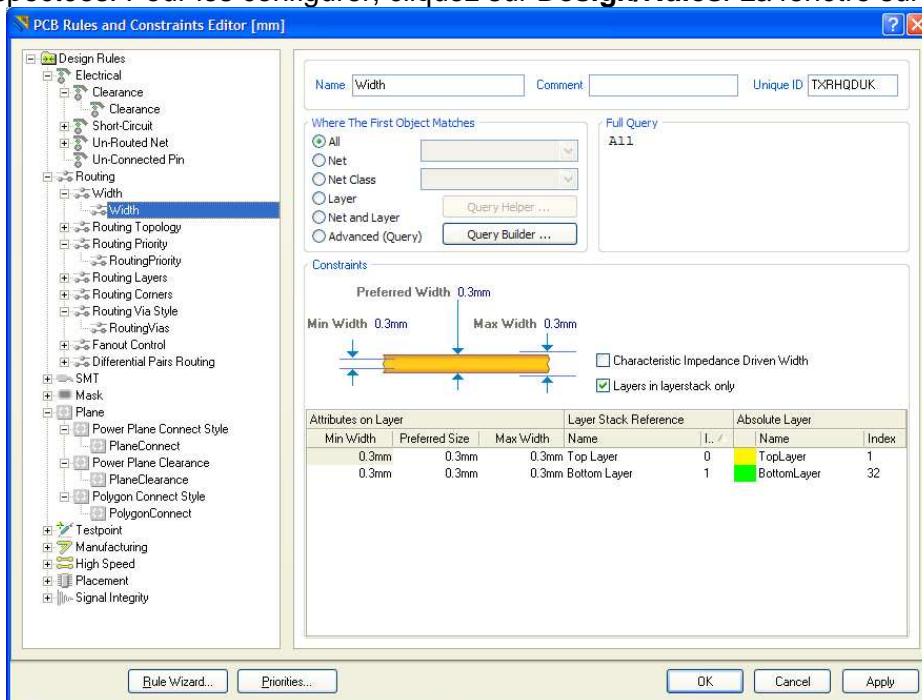 pectées. Pour les configurer, cliquez sur Design/Rules. La fenêtre sui
PCB Rules and Constraints Editor [mm]
Design Rules
Electrical
Clearance
Clearance
Short-Circuit
Un-Routed Net
Un-Connected Pin
Routing
Width
Width
Routing Topology
Routing Priority
RoutingPriority
Routing Layers
Routing Corners
Routing Via Style
RoutingVias
Fanout Control
Differential Pairs Routing
SMT
Mask
Plane
Power Plane Connect Style
PlaneConnect
Power Plane Clearance
PlaneClearance
Polygon Connect Style
PolygonConnect
Testpoint
Manufacturing
High Speed
Placement
Signal Integrity
Name Width Comment Unique ID TXRHQDUK
Where The First Object Matches
All
Net
Net Class
Layer
Net and Layer
Advanced (Query)
Query Helper ...
Query Builder ...
Full Query
All
Constraints
Preferred Width 0.3mm
Min Width 0.3mm Max Width 0.3mm
Characteristic Impedance Driven Width
Layers in layerstack only
Attributes on Layer Layer Stack Reference Absolute Layer
Min Width Preferred Size Max Width Name I.. Name Index
0.3mm 0.3mm 0.3mm Top Layer 0 TopLayer 1
0.3mm 0.3mm 0.3mm Bottom Layer 1 BottomLayer 32
Rule Wizard... Priorities... OK Cancel Apply